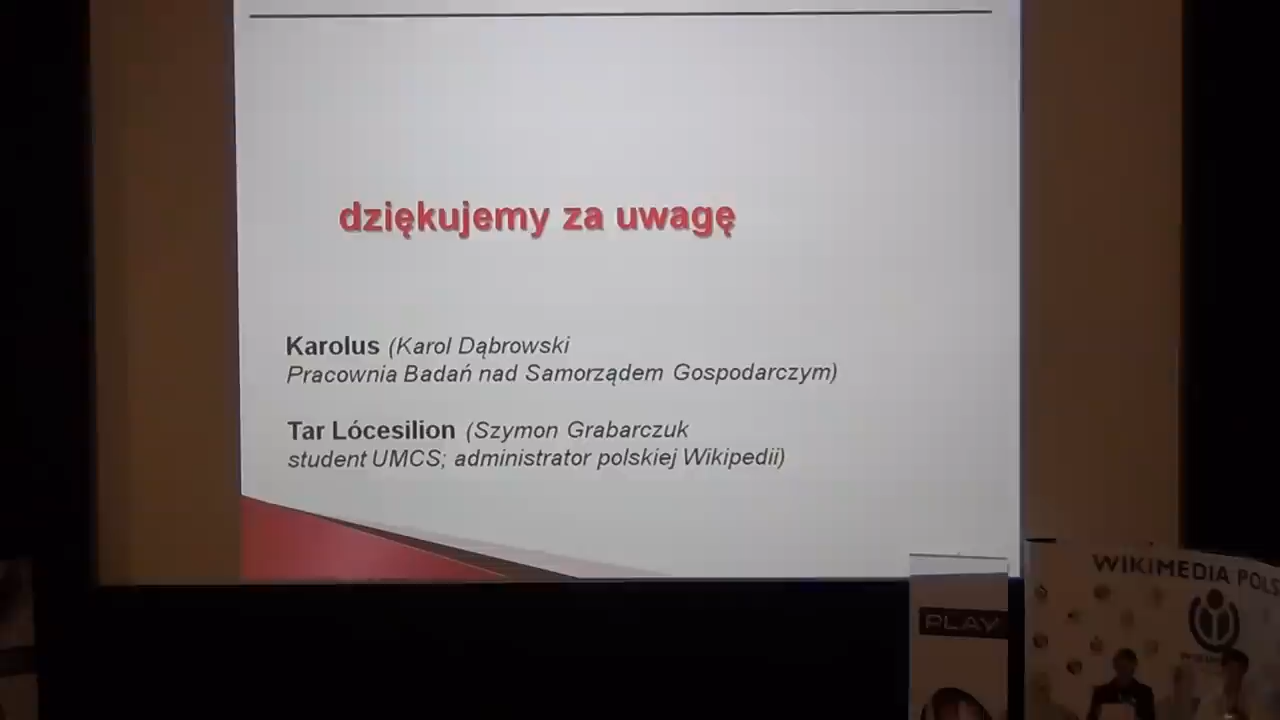 dziękujemy za uwagę
Karolus (Karol Dąbrowski
Pracownia Badań nad Samorządem Gospodarczym)
Tar Lócesilion (Szymon Grabarczuk
student UMCS; administrator polskiej Wikipedii)
PLAY
WIKIMEDIA POLS